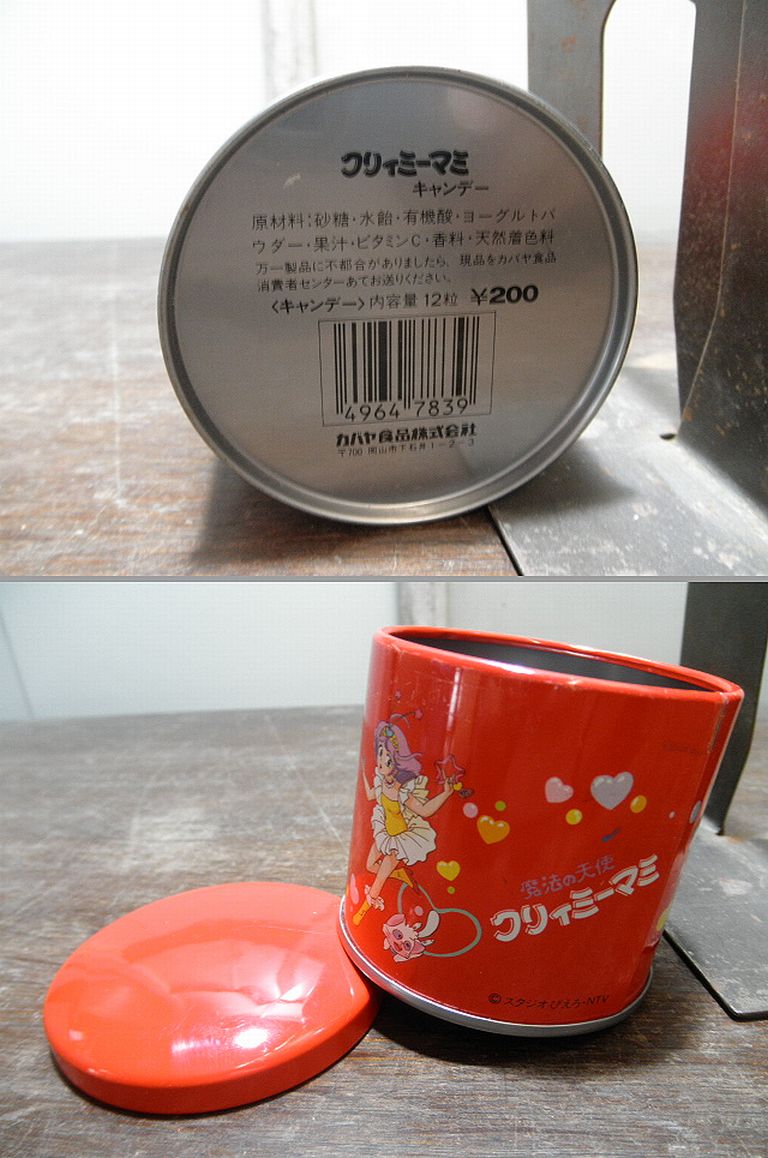 クリィミーマミ
キャンデー
原材料:砂糖・水飴・有機酸・ヨーグルトパ
ウダー・果汁・ビタミンC・香料・天然着色料
万一製品に不都合がありましたら、現品をカバヤ食品
消費者センターあてお送りください。
〈キャンデー〉内容量 12粒 ¥200
4964 7839
カバヤ食品株式会社
〒700 岡山市下石井1-2-3
魔法の天使
クリィミーマミ
©スタジオぴえろ・NTV